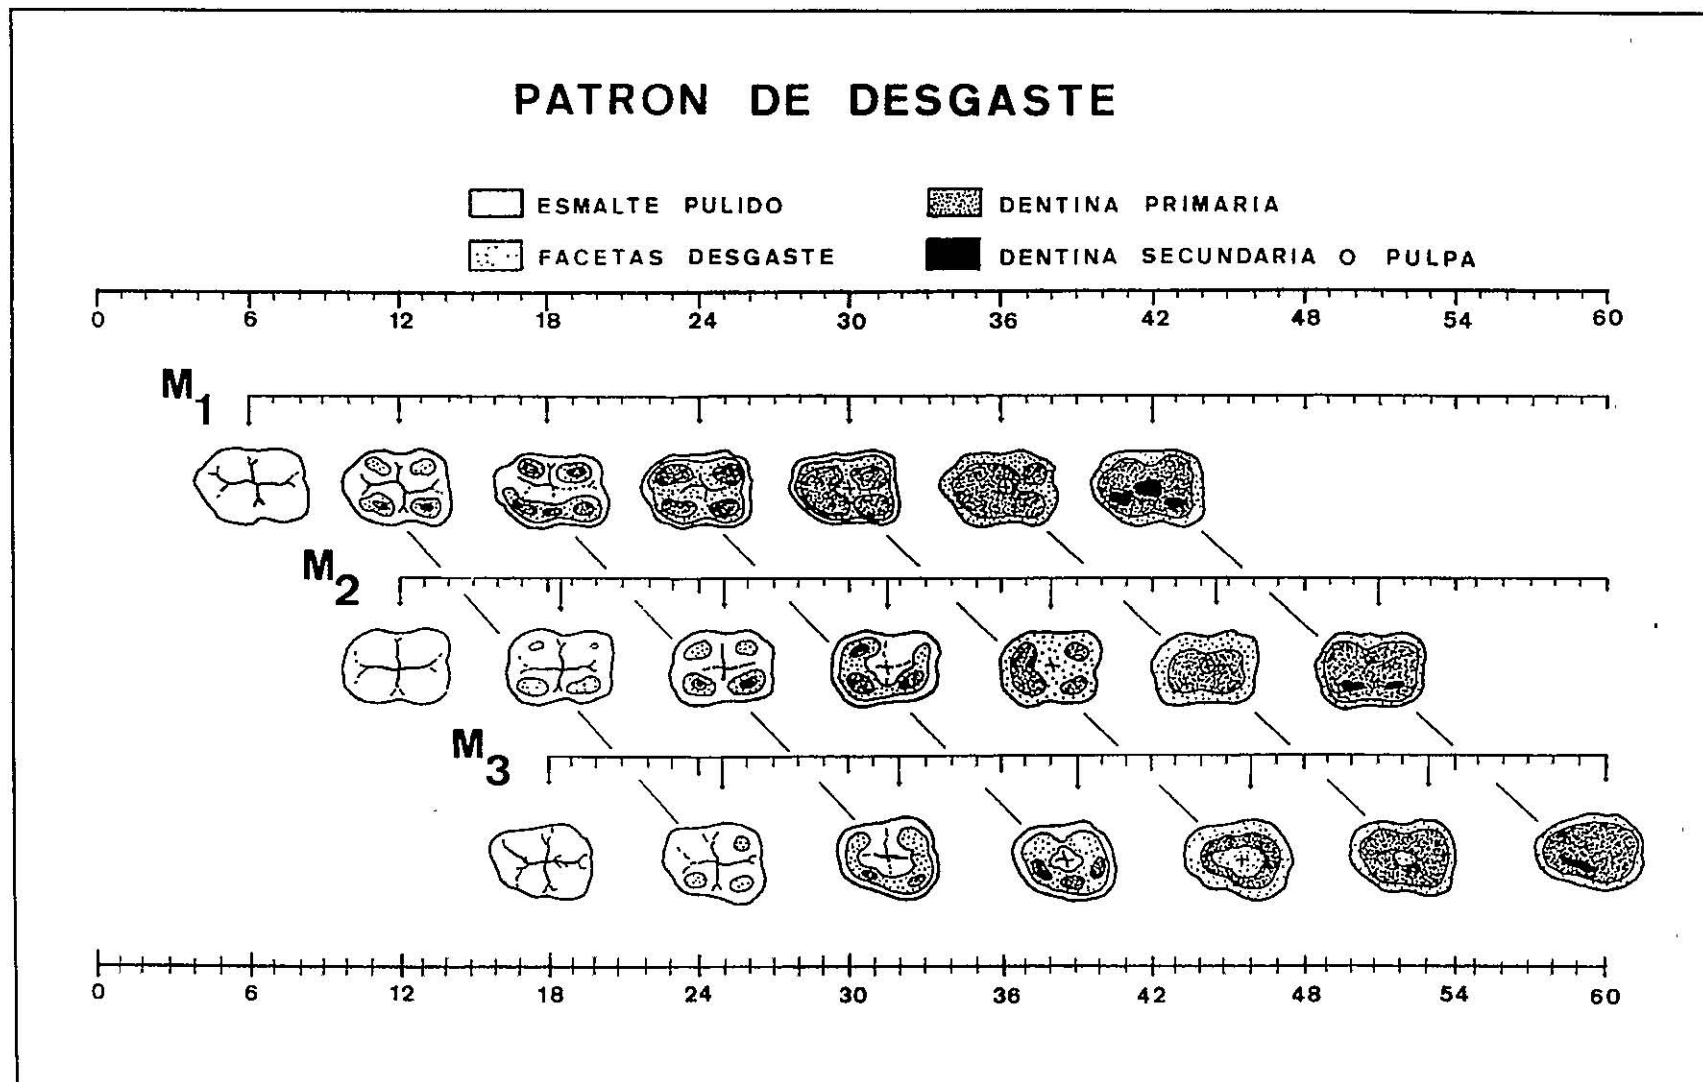 PATRON DE DESGASTE
ESMALTE PULIDO
DENTINA PRIMARIA
FACETAS DESGASTE
DENTINA SECUNDARIA O PULPA
0 6 12 18 24 30 36 42 48 54 60
M1
M2
M3
0 6 12 18 24 30 36 42 48 54 60